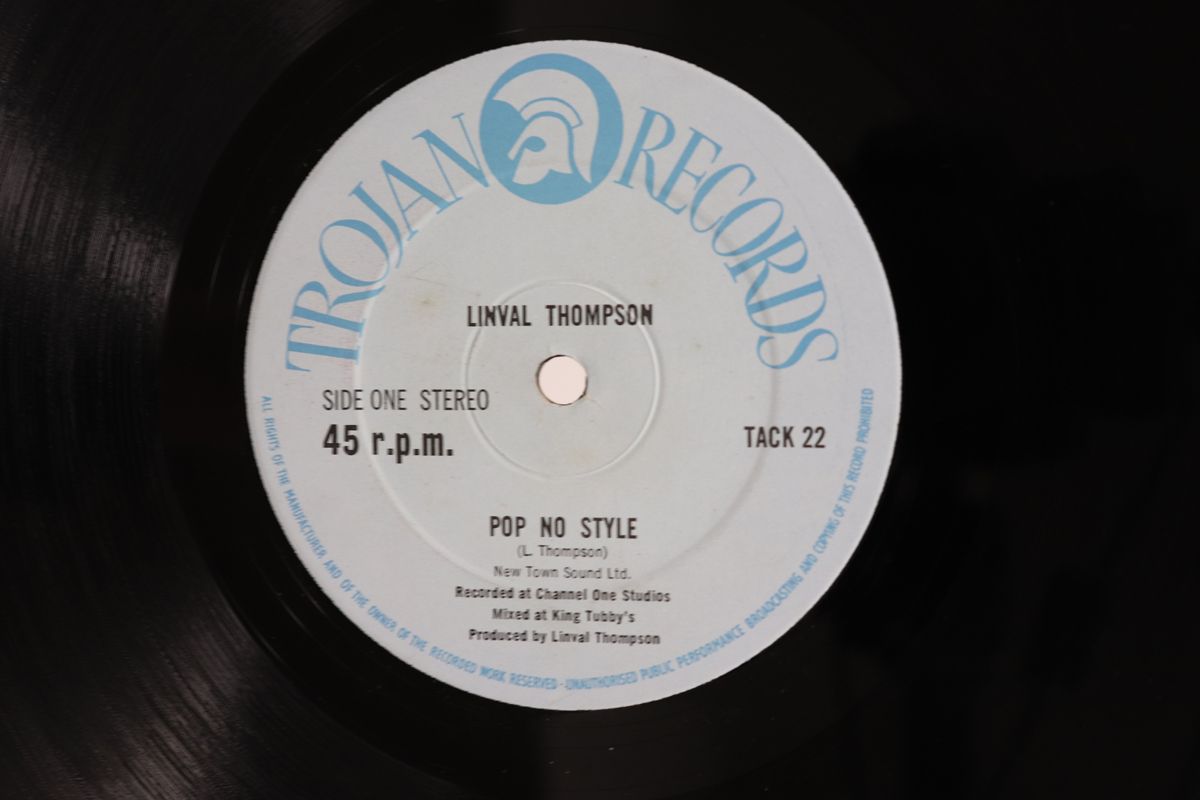 TROJAN RECORDS
LINVAL THOMPSON
SIDE ONE STEREO
45 r.p.m.
TACK 22
POP NO STYLE
(L. Thompson)
New Town Sound Ltd.
Recorded at Channel One Studios
Mixed at King Tubby's
Produced by Linval Thompson
ALL RIGHTS OF THE MANUFACTURER AND OF THE OWNER OF THE RECORDED WORK RESERVED - UNAUTHORISED PUBLIC PERFORMANCE BROADCASTING AND COPYING OF THIS RECORD PROHIBITED